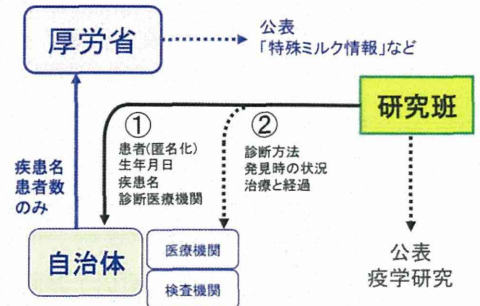 厚労省
公表
「特殊ミルク情報」など
研究班
①
患者(匿名化)
生年月日
疾患名
診断医療機関
②
診断方法
発見時の状況
治療と経過
疾患名
患者数
のみ
自治体
医療機関
検査機関
公表
疫学研究